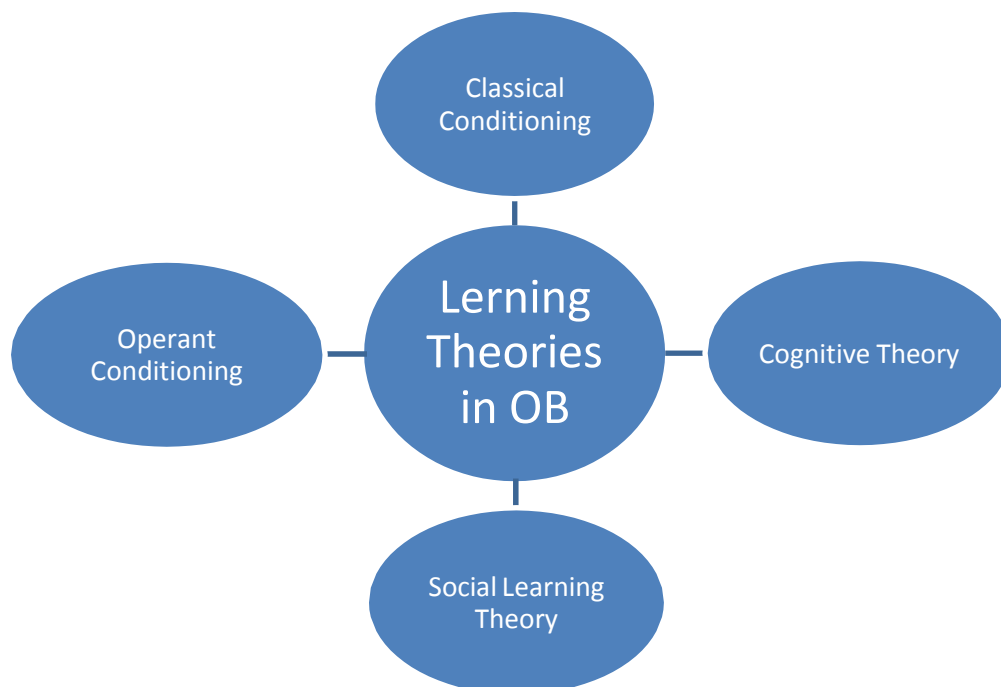 Classical
Conditioning
Operant
Conditioning
Lerning
Theories
in OB
Cognitive Theory
Social Learning
Theory